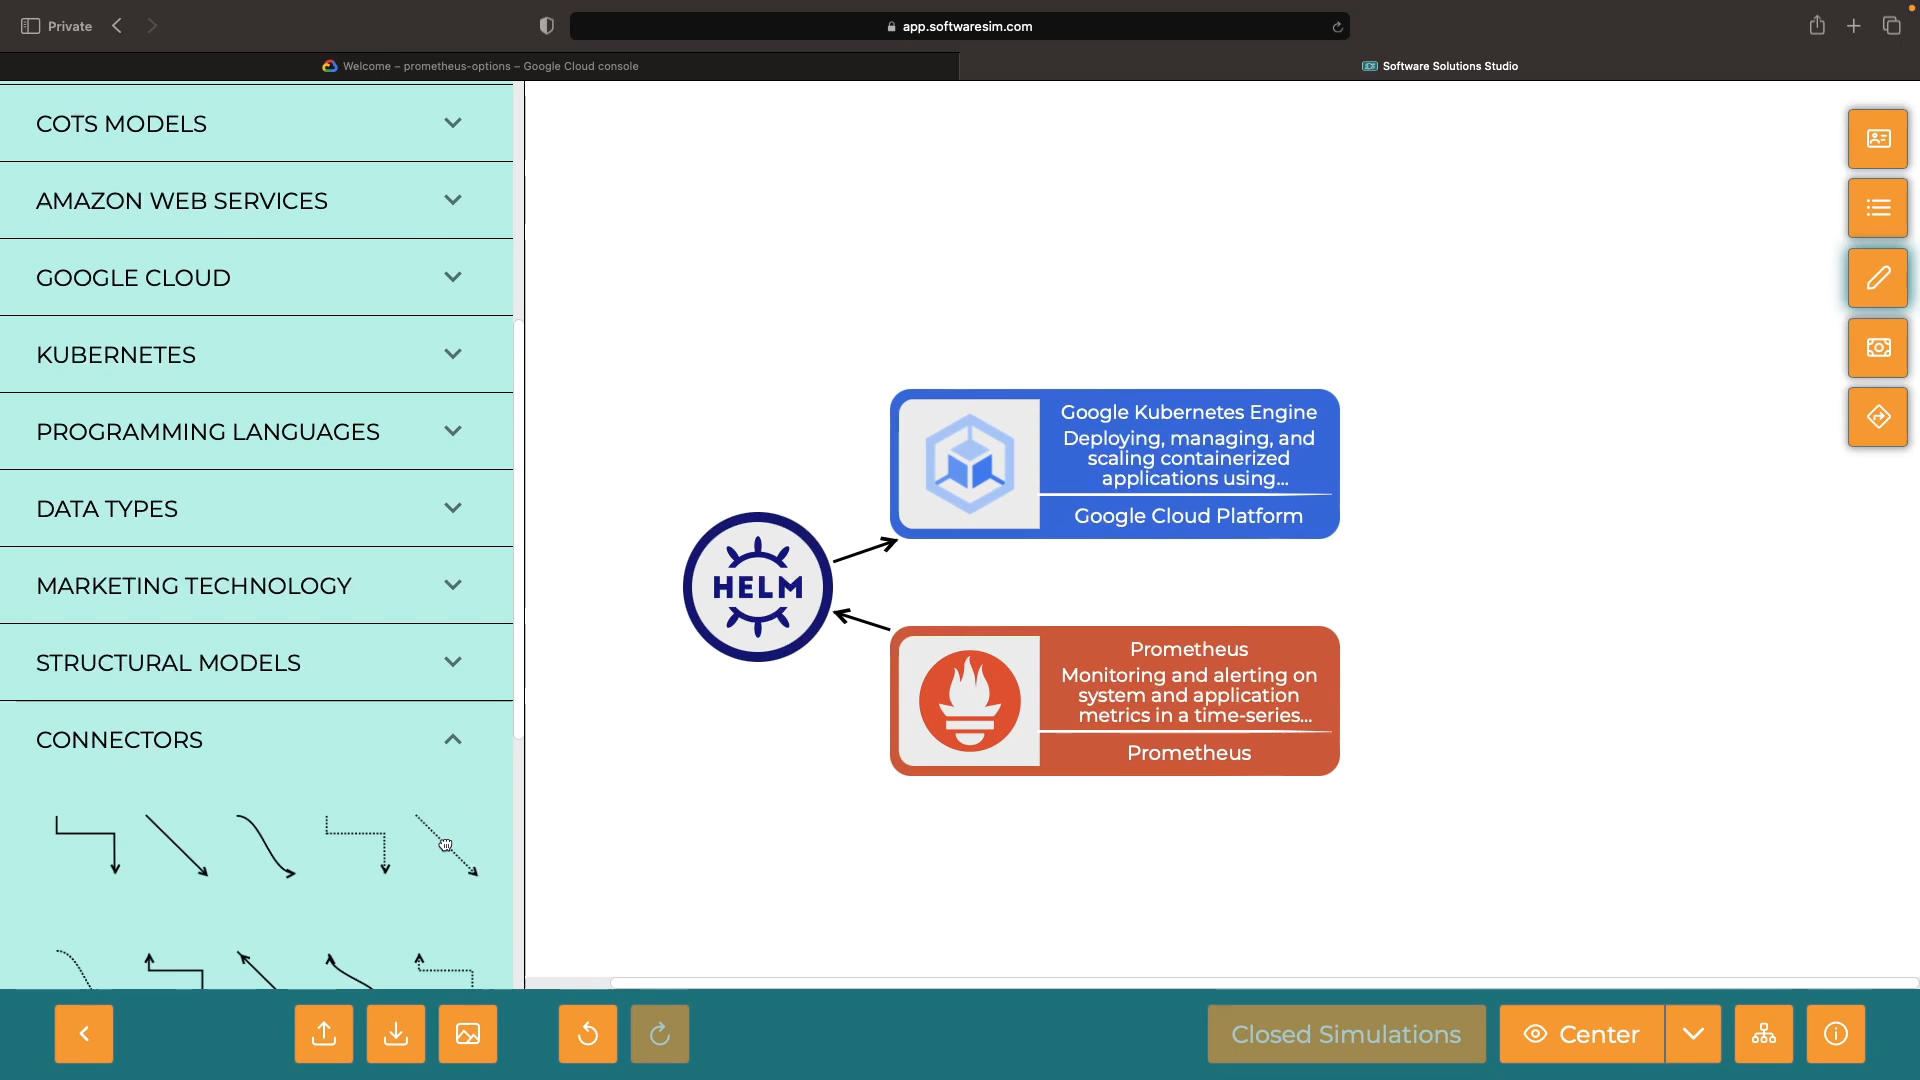 Private
app.softwaresim.com
Welcome – prometheus-options – Google Cloud console
Software Solutions Studio
COTS MODELS
AMAZON WEB SERVICES
GOOGLE CLOUD
KUBERNETES
PROGRAMMING LANGUAGES
DATA TYPES
MARKETING TECHNOLOGY
STRUCTURAL MODELS
CONNECTORS
Google Kubernetes Engine
Deploying, managing, and
scaling containerized
applications using...
Google Cloud Platform
HELM
Prometheus
Monitoring and alerting on
system and application
metrics in a time-series...
Prometheus
Closed Simulations
Center